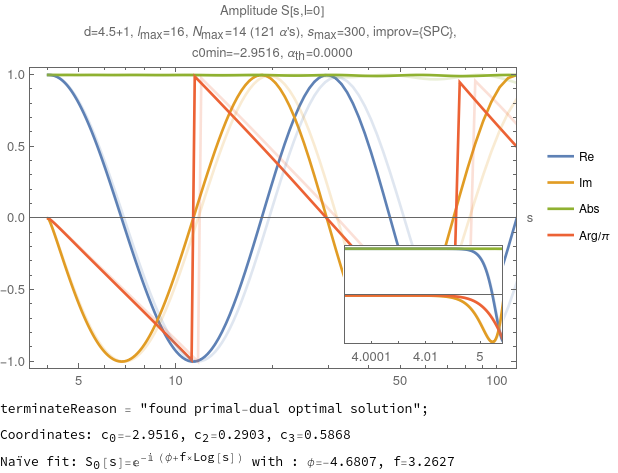 Amplitude S[s,l=0]
d=4.5+1, lmax=16, Nmax=14 (121 α's), smax=300, improv={SPC},
c0min=-2.9516, αth=0.0000
1.0
0.5
0.0
-0.5
-1.0
s
Re
Im
Abs
Arg/π
4.0001 4.01 5
5 10 50 100
terminateReason = "found primal-dual optimal solution";
Coordinates: c0=-2.9516, c2=0.2903, c3=0.5868
Naïve fit: S0[s]=e^-i (ϕ+f×Log[s]) with : ϕ=-4.6807, f=3.2627